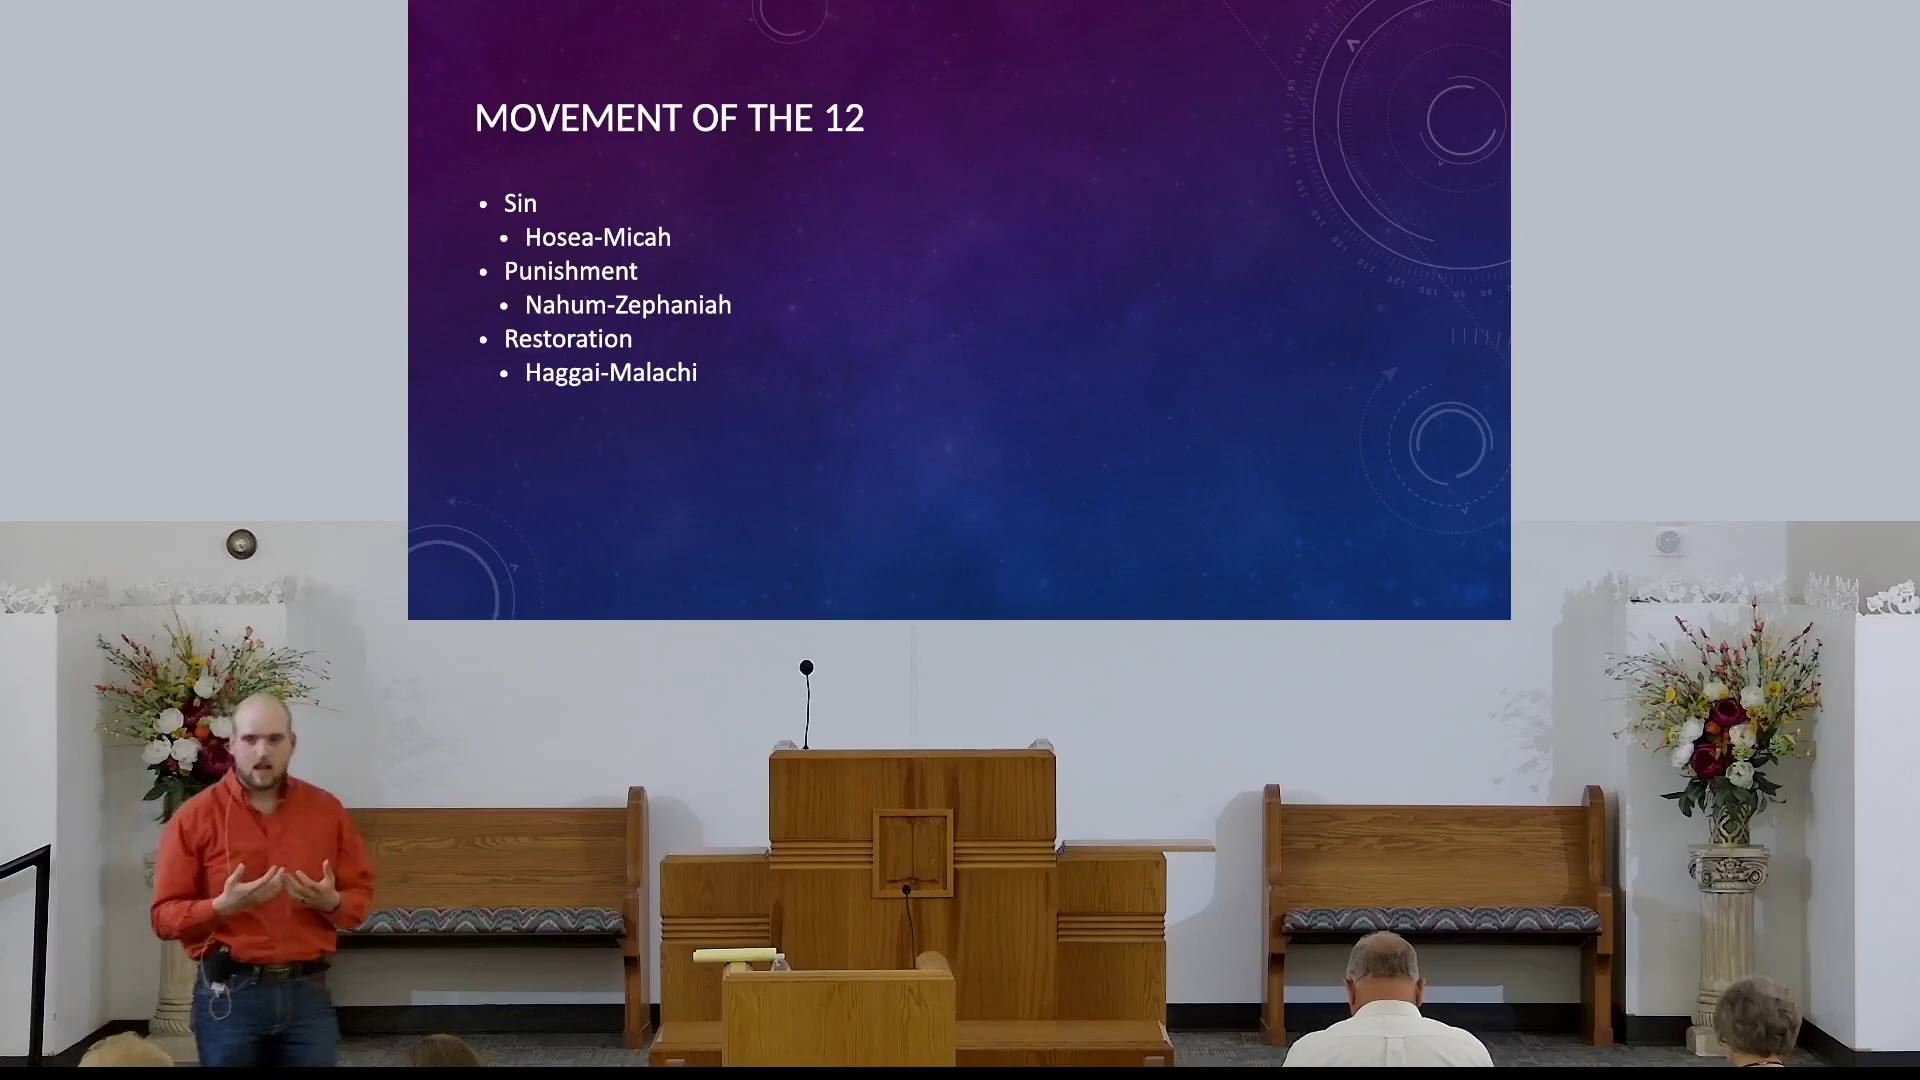 MOVEMENT OF THE 12
• Sin
• Hosea-Micah
• Punishment
• Nahum-Zephaniah
• Restoration
• Haggai-Malachi